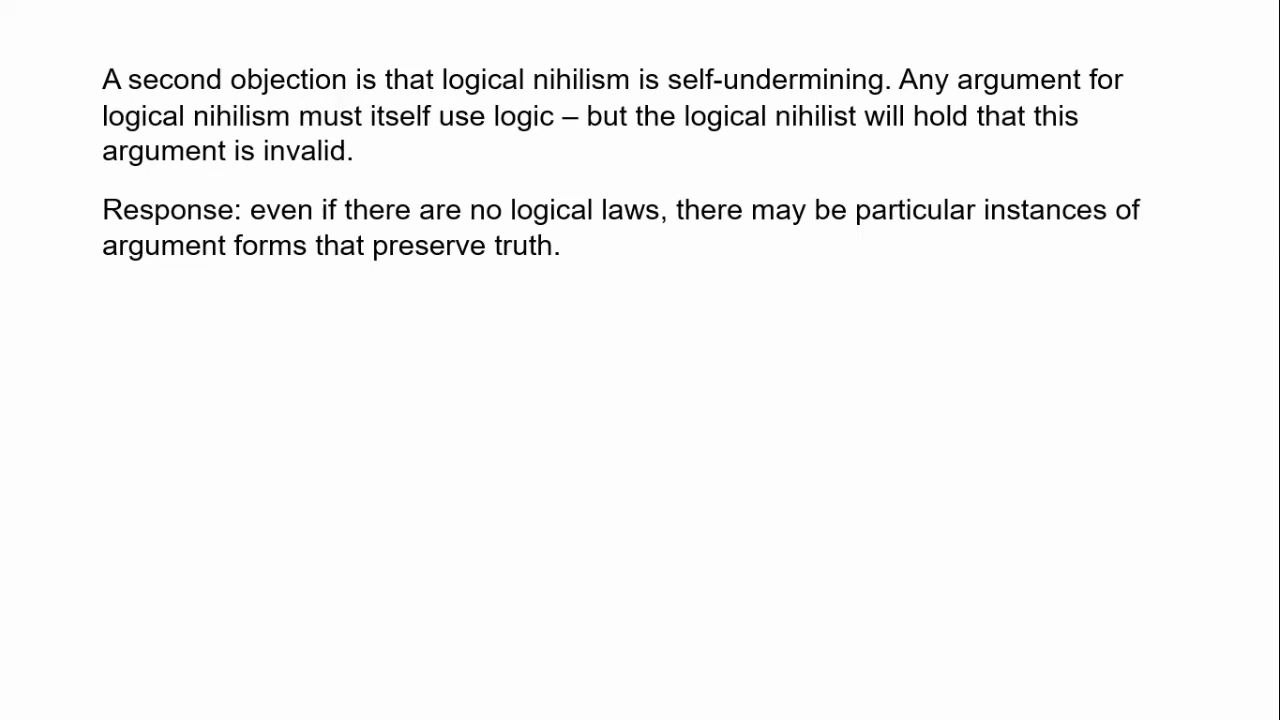 A second objection is that logical nihilism is self-undermining. Any argument for
logical nihilism must itself use logic – but the logical nihilist will hold that this
argument is invalid.
Response: even if there are no logical laws, there may be particular instances of
argument forms that preserve truth.